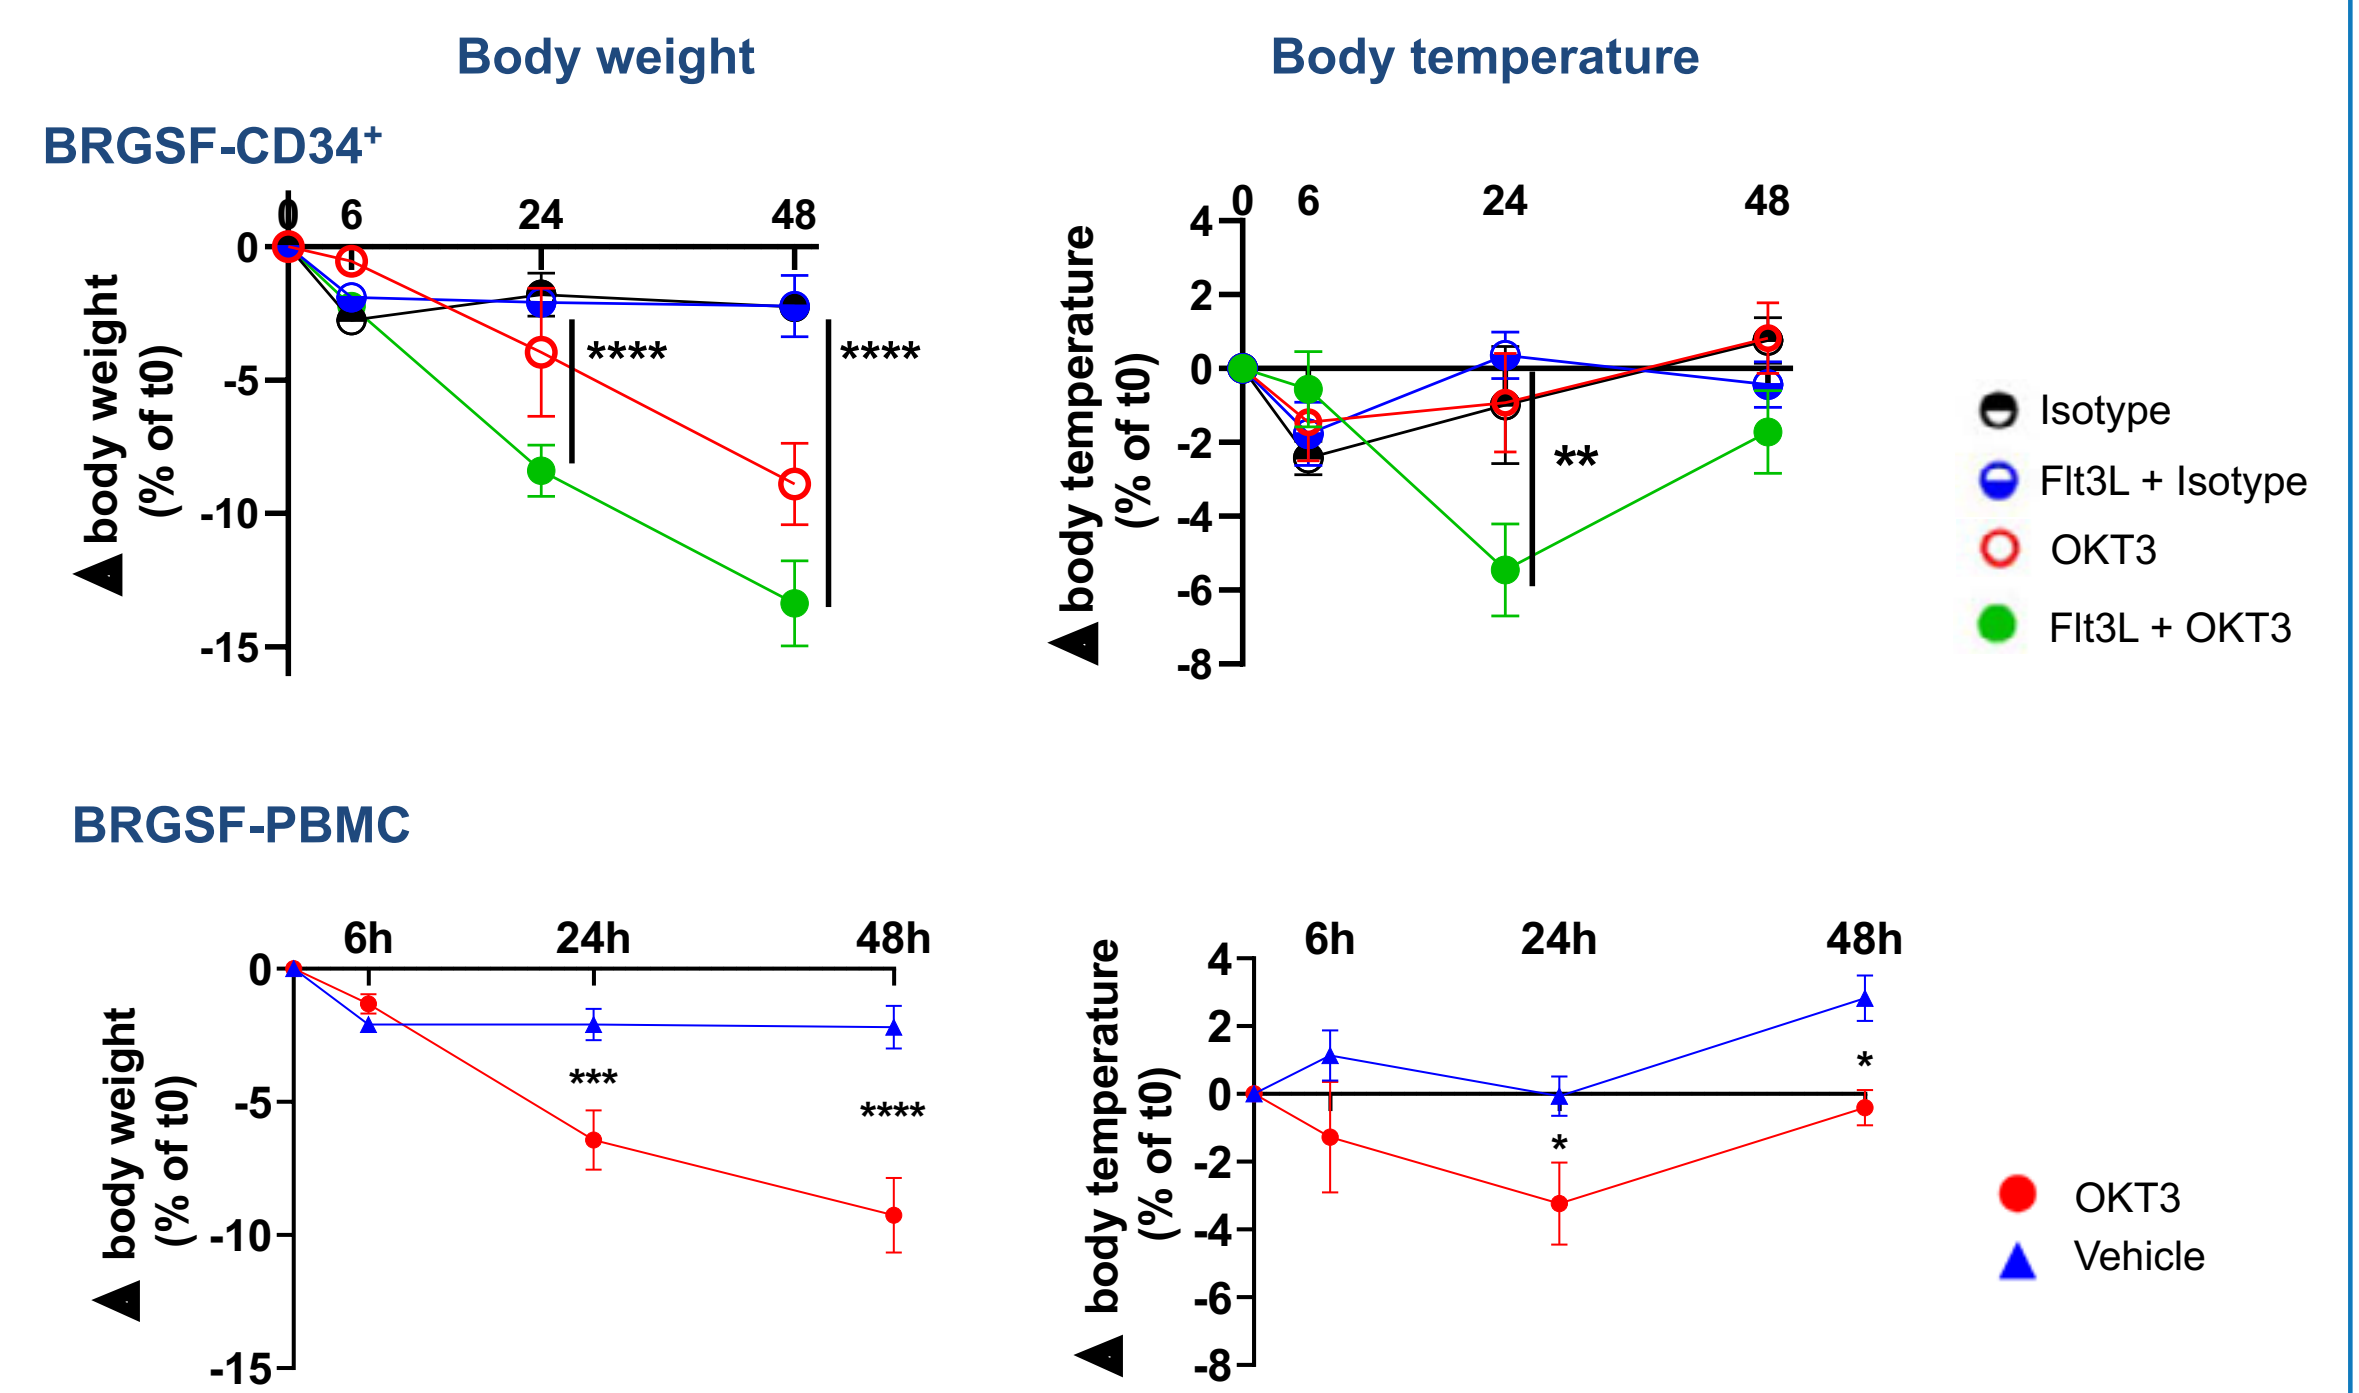 Body weight
Body temperature
BRGSF-CD34+
0 6 24 48
0
-5
-10
-15
▲ body weight
(% of t0)
****
****
0 6 24 48
4
2
0
-2
-4
-6
-8
▲ body temperature
(% of t0)
**
Isotype
Flt3L + Isotype
OKT3
Flt3L + OKT3
BRGSF-PBMC
6h 24h 48h
0
-5
-10
-15
▲ body weight
(% of t0)
***
****
6h 24h 48h
4
2
0
-2
-4
-6
-8
▲ body temperature
(% of t0)
*
*
OKT3
Vehicle